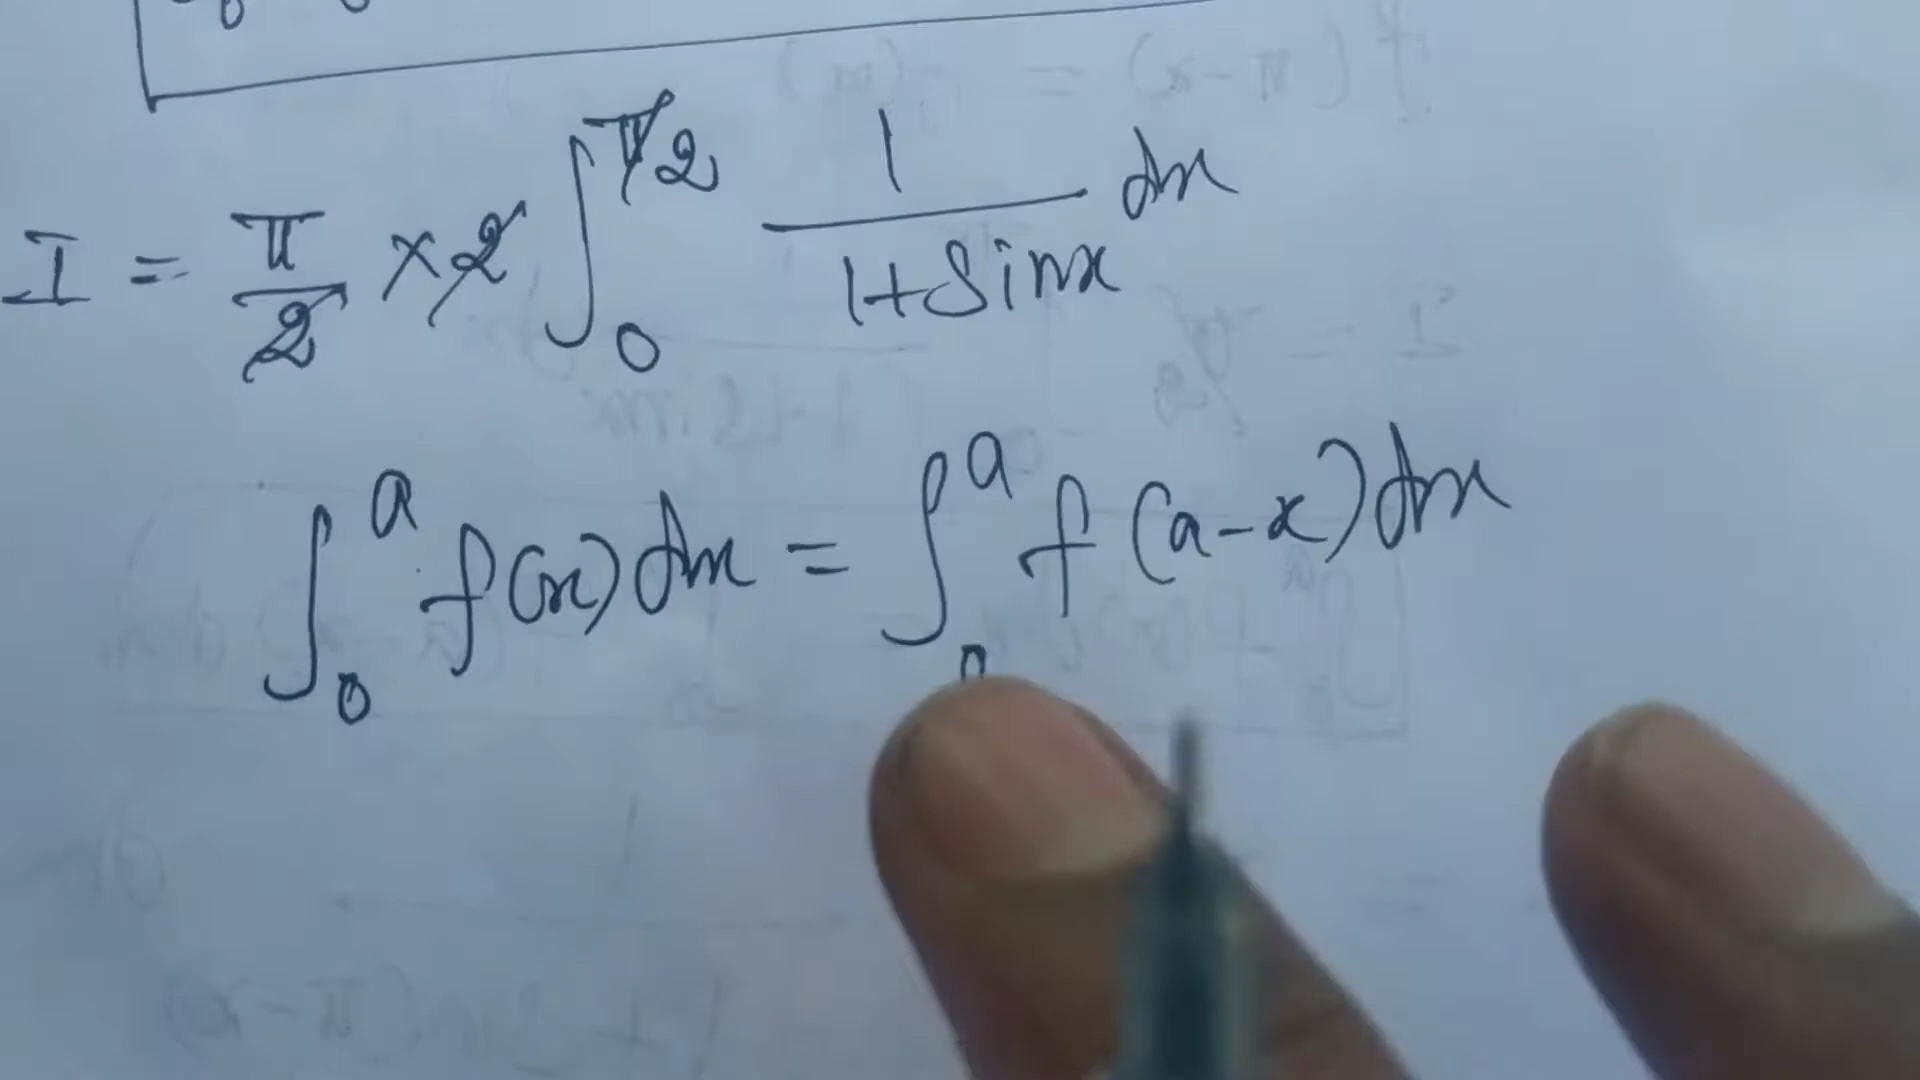 I = π/2 × 2 ∫₀^{π/2} 1/(1+sinx) dx
∫₀^a f(x) dx = ∫₀^a f(a-x) dx